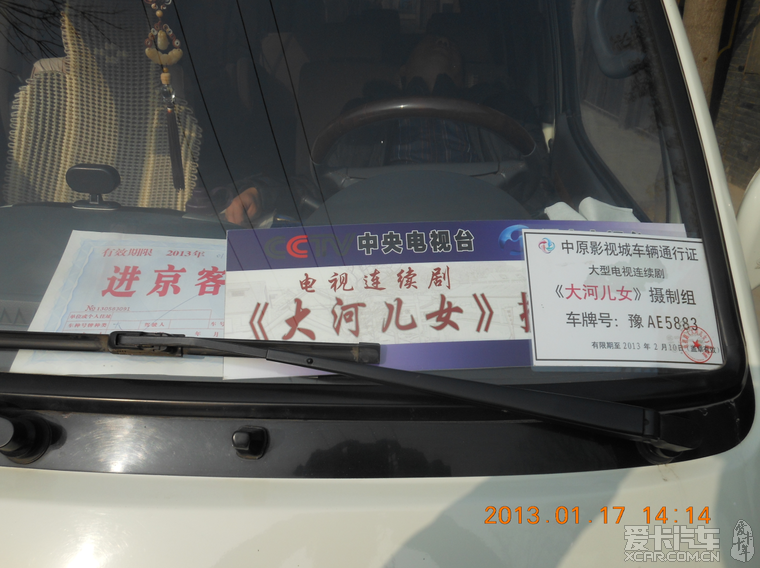 有效期限 2013年
进京客
CCTV 中央电视台
电视连续剧
《大河儿女》
中原影视城车辆通行证
大型电视连续剧
《大河儿女》摄制组
车牌号：豫AE5883
有限期至2013年2月10日(盖章有效)
2013.01.17 14:14
爱卡汽车
XCAR.COM.CN